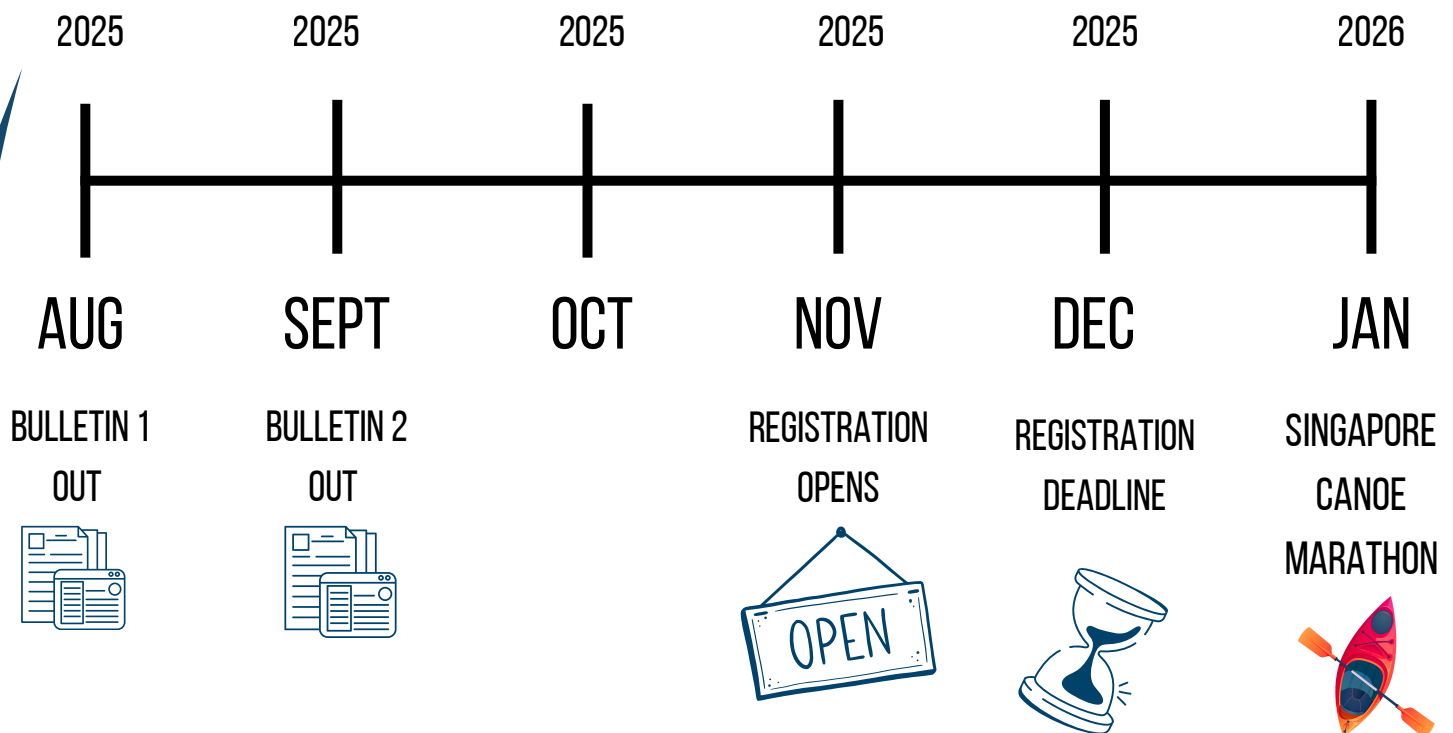 2025 2025 2025 2025 2025 2026
AUG SEPT OCT NOV DEC JAN
BULLETIN 1
OUT
BULLETIN 2
OUT
REGISTRATION
OPENS
OPEN
REGISTRATION
DEADLINE
SINGAPORE
CANOE
MARATHON